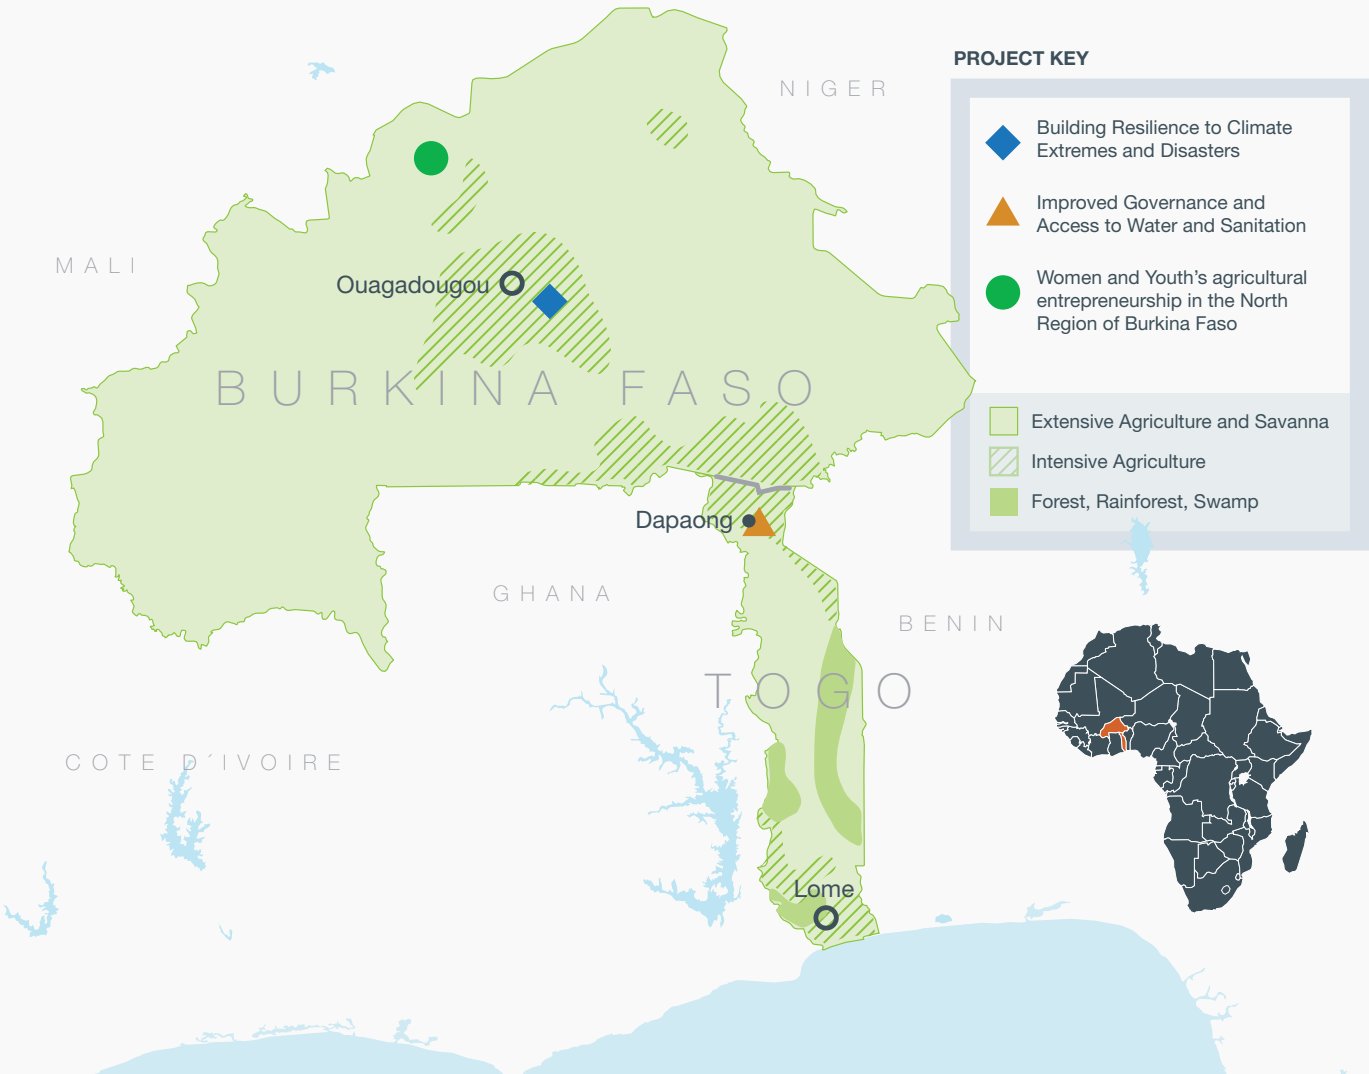 PROJECT KEY
NIGER
Building Resilience to Climate
Extremes and Disasters
Improved Governance and
Access to Water and Sanitation
MALI
Women and Youth’s agricultural
entrepreneurship in the North
Region of Burkina Faso
Ouagadougou
BURKINA FASO
Extensive Agriculture and Savanna
Intensive Agriculture
Forest, Rainforest, Swamp
Dapaong
GHANA
BENIN
TOGO
COTE D´IVOIRE
Lome